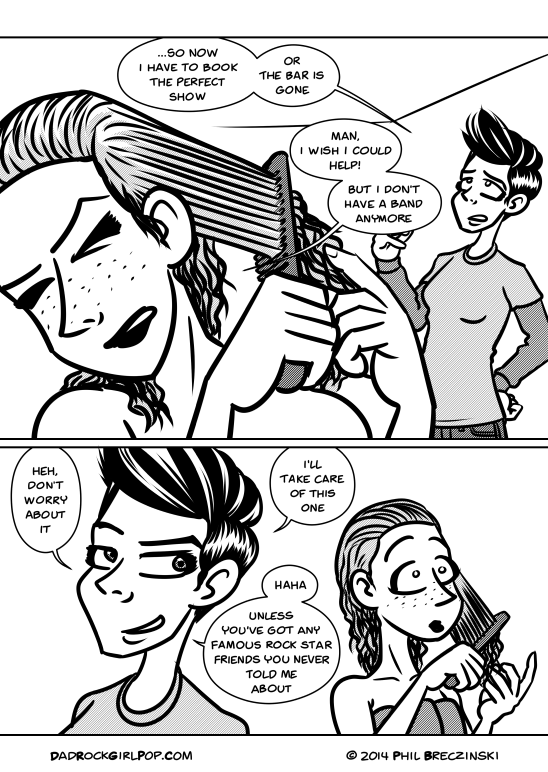 ...SO NOW
I HAVE TO BOOK
THE PERFECT
SHOW
OR
THE BAR IS
GONE
MAN,
I WISH I COULD
HELP!
BUT I DON'T
HAVE A BAND
ANYMORE
HEH,
DON'T
WORRY
ABOUT
IT
I'LL
TAKE CARE
OF THIS
ONE
HAHA
UNLESS
YOU'VE GOT ANY
FAMOUS ROCK STAR
FRIENDS YOU NEVER
TOLD ME
ABOUT
DADROCKGIRLPOP.COM
© 2014 PHIL BRECZINSKI